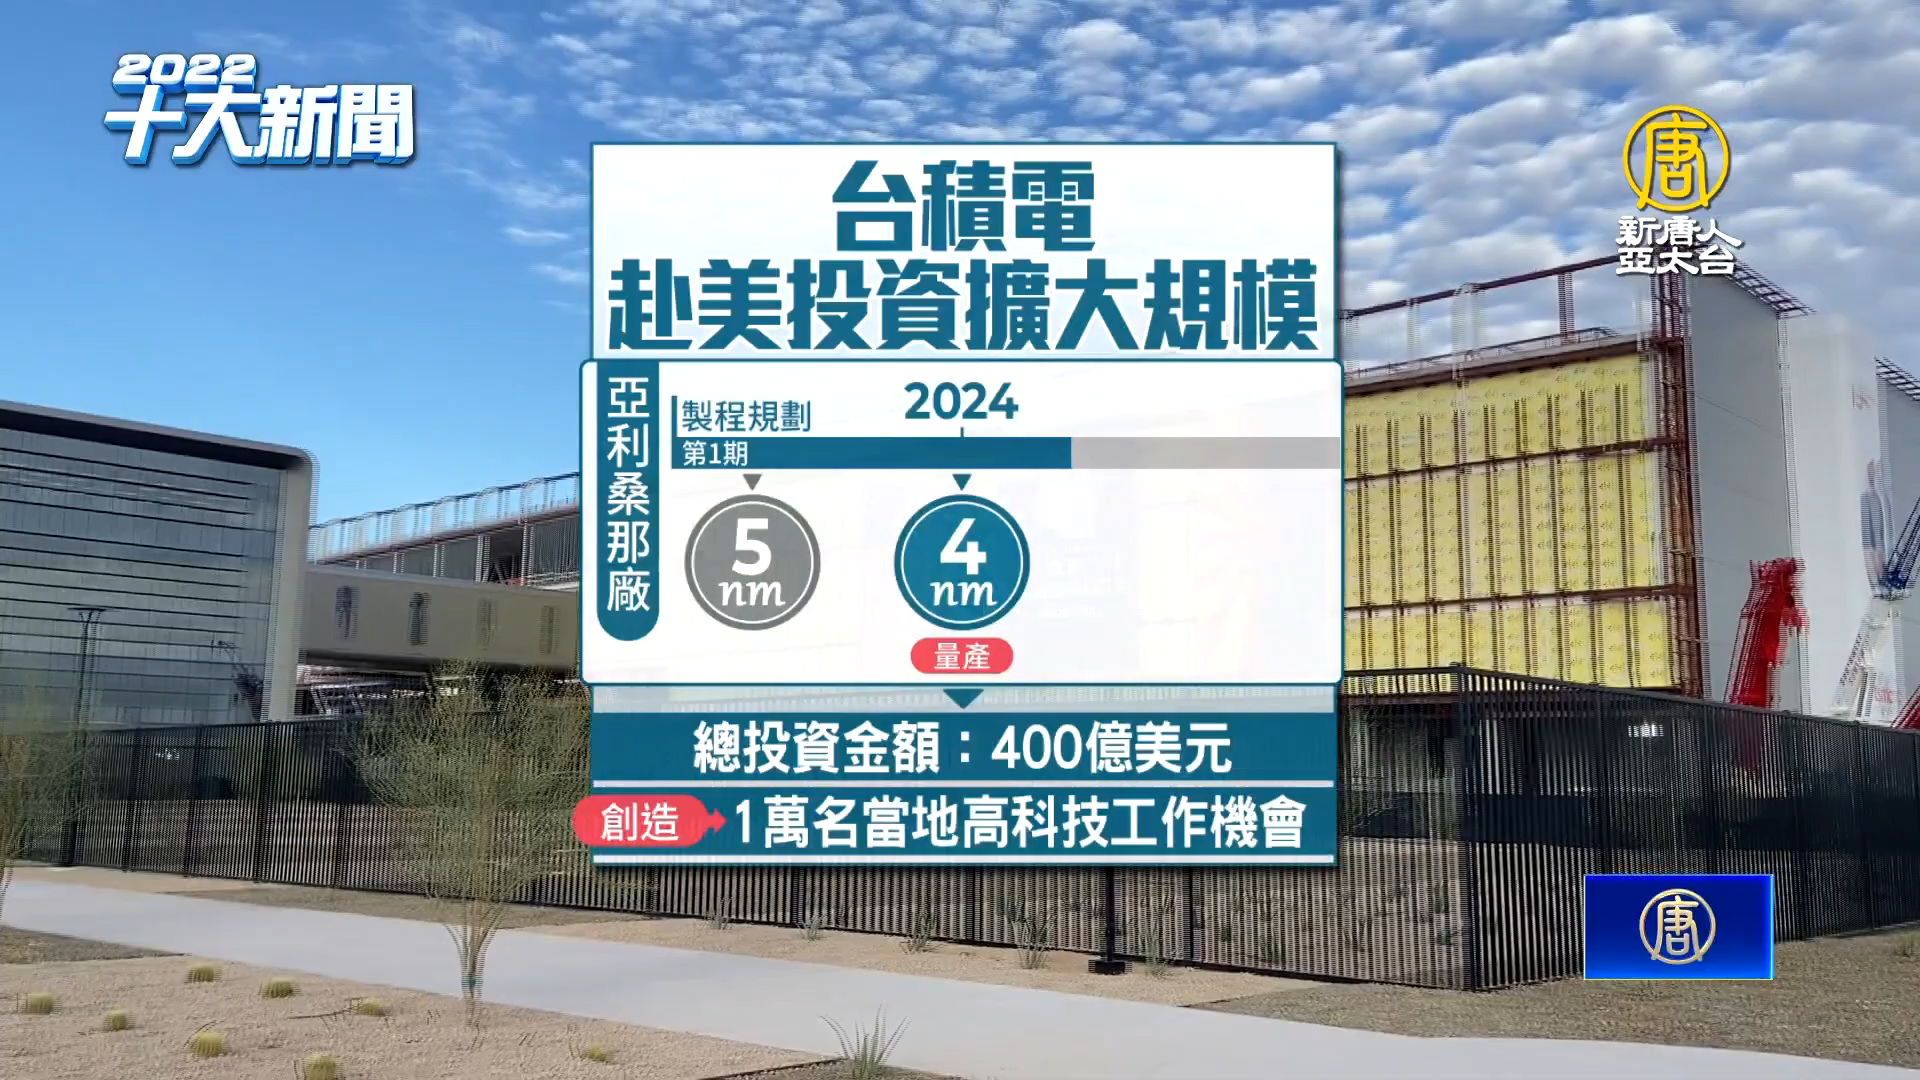 2022
十大新聞
唐
新唐人
亞太台
台積電
赴美投資擴大規模
亞利桑那廠
製程規劃
2024
第1期
5
nm
4
nm
量產
總投資金額：400億美元
創造
1萬名當地高科技工作機會
唐